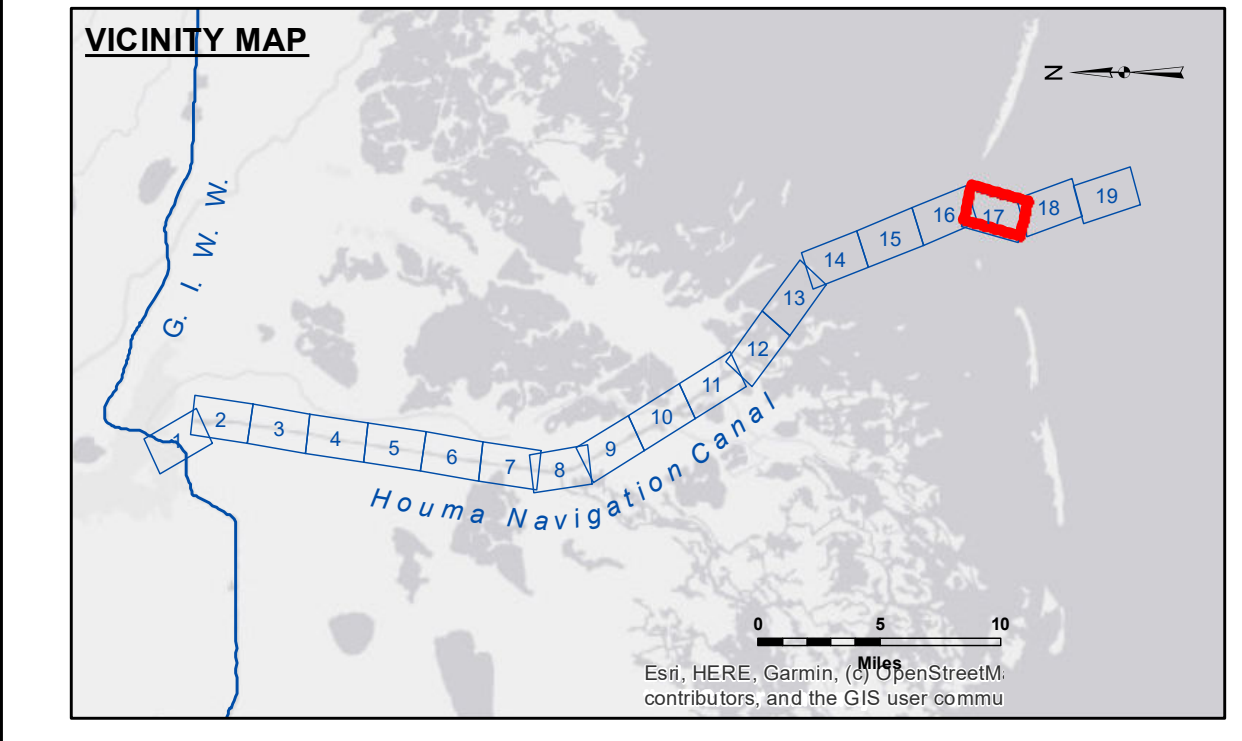 VICINITY MAP
N
G. I. W. W.
1
2
3
4
5
6
7
8
9
10
11
12
13
14
15
16
17
18
19
Houma Navigation Canal
0 5 10
Miles
Esri, HERE, Garmin, (c) OpenStreetM
contributors, and the GIS user commu